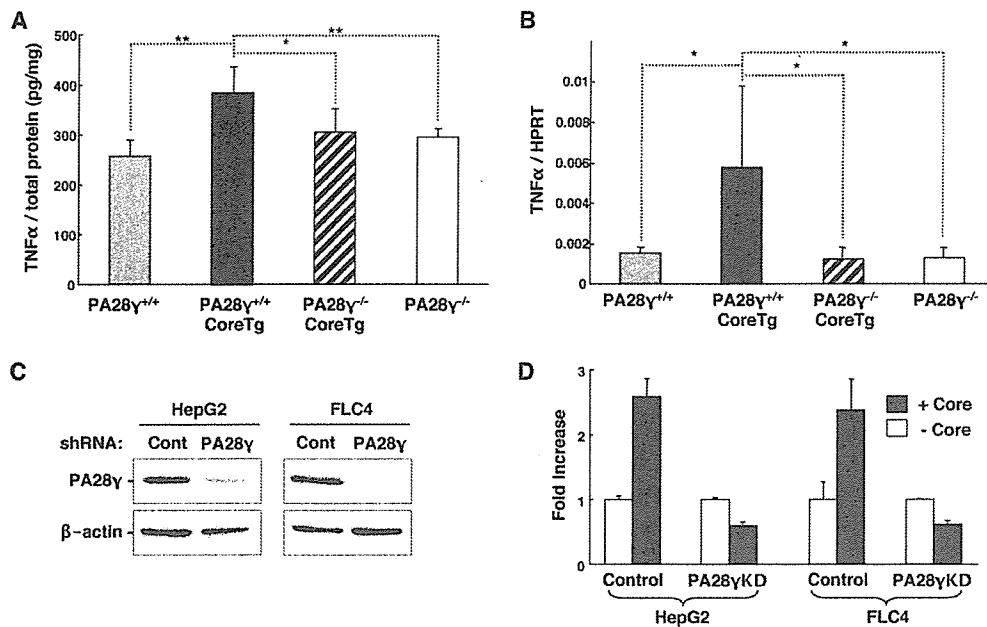 A
TNFα / total protein (pg/mg)
500
400
300
200
100
0
** * **
PA28γ+/+ PA28γ+/+ CoreTg PA28γ-/- CoreTg PA28γ-/-
B
TNFα / HPRT
0.01
0.008
0.006
0.004
0.002
0
* * *
PA28γ+/+ PA28γ+/+ CoreTg PA28γ-/- CoreTg PA28γ-/-
C
HepG2 FLC4
shRNA: Cont PA28γ Cont PA28γ
PA28γ -
β-actin -
D
Fold Increase
3
2
1
0
+ Core
- Core
Control PA28γKD Control PA28γKD
HepG2 FLC4